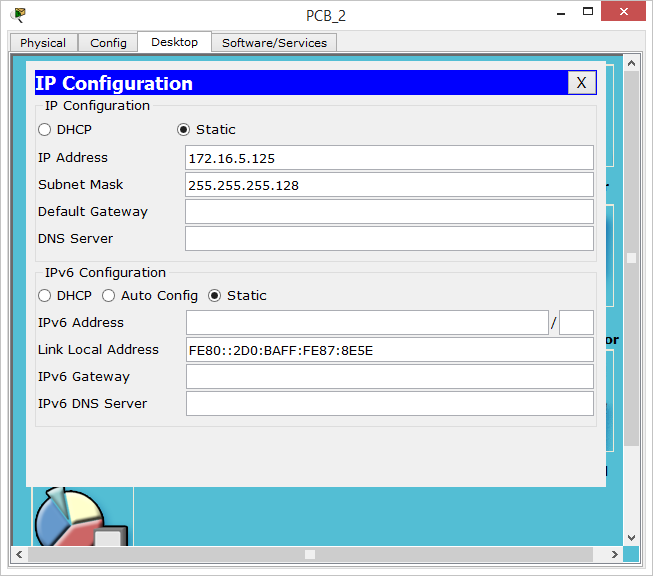 PCB_2
Physical Config Desktop Software/Services
IP Configuration X
IP Configuration
DHCP Static
IP Address 172.16.5.125
Subnet Mask 255.255.255.128
Default Gateway
DNS Server
IPv6 Configuration
DHCP Auto Config Static
IPv6 Address /
Link Local Address FE80::2D0:BAFF:FE87:8E5E
IPv6 Gateway
IPv6 DNS Server
or